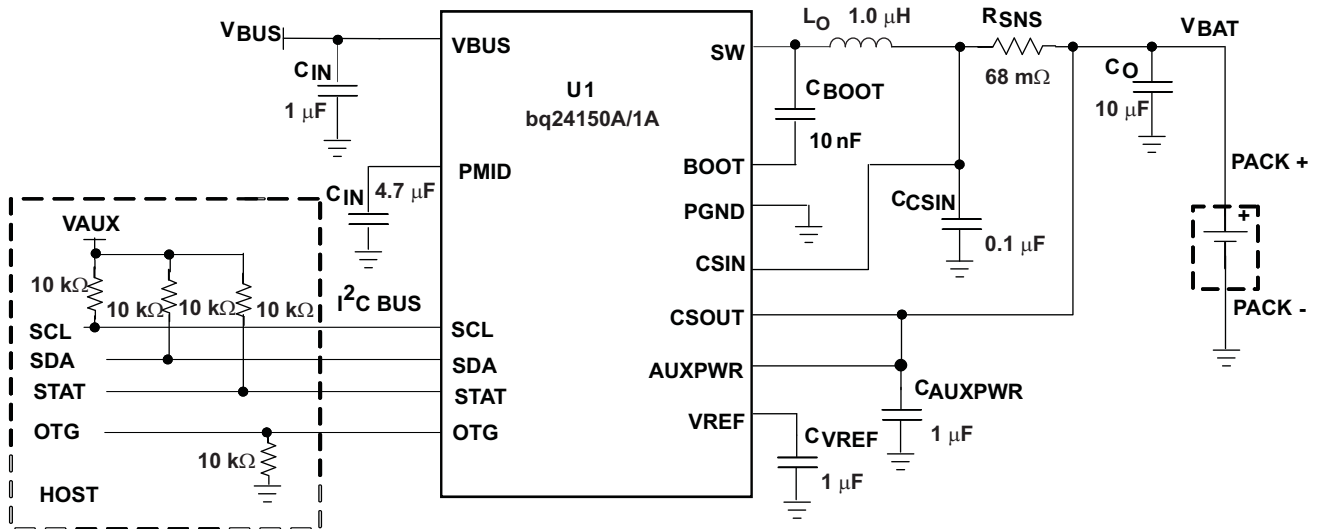 VBUS
CIN
1 μF
VBUS
U1
bq24150A/1A
SW
LO 1.0 μH
RSNS
68 mΩ
VBAT
CO
10 μF
CBOOT
10 nF
BOOT
PMID
CIN
4.7 μF
PGND
CCSIN
0.1 μF
CSIN
PACK +
+
PACK -
VAUX
10 kΩ
10 kΩ
10 kΩ
I2C BUS
SCL
SCL
CSOUT
SDA
SDA
AUXPWR
STAT
STAT
CAUXPWR
1 μF
OTG
OTG
VREF
CVREF
1 μF
10 kΩ
HOST